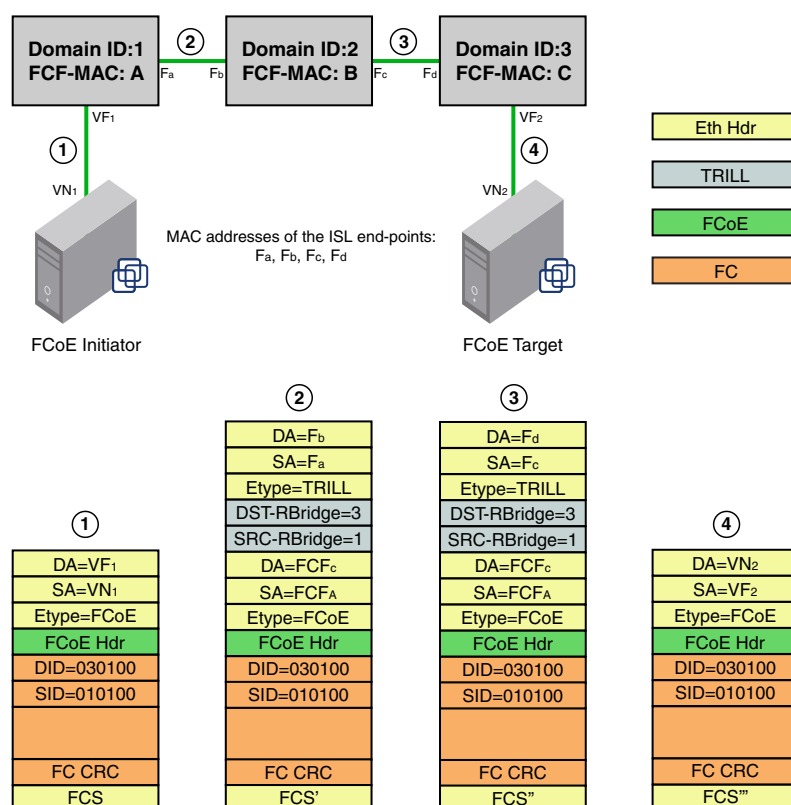 Domain ID:1
FCF-MAC: A
2
Domain ID:2
FCF-MAC: B
3
Domain ID:3
FCF-MAC: C
Fa
Fb
Fc
Fd
VF1
VF2
1
4
VN1
VN2
MAC addresses of the ISL end-points:
Fa, Fb, Fc, Fd
FCoE Initiator
FCoE Target
Eth Hdr
TRILL
FCoE
FC
1
DA=VF1
SA=VN1
Etype=FCoE
FCoE Hdr
DID=030100
SID=010100
FC CRC
FCS
2
DA=Fb
SA=Fa
Etype=TRILL
DST-RBridge=3
SRC-RBridge=1
DA=FCFc
SA=FCFA
Etype=FCoE
FCoE Hdr
DID=030100
SID=010100
FC CRC
FCS'
3
DA=Fd
SA=Fc
Etype=TRILL
DST-RBridge=3
SRC-RBridge=1
DA=FCFc
SA=FCFA
Etype=FCoE
FCoE Hdr
DID=030100
SID=010100
FC CRC
FCS"
4
DA=VN2
SA=VF2
Etype=FCoE
FCoE Hdr
DID=030100
SID=010100
FC CRC
FCS"'